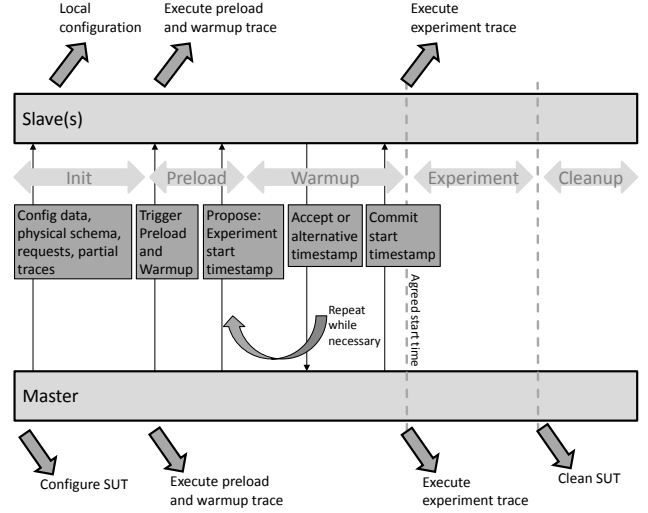 Local
configuration
Execute preload
and warmup trace
Execute
experiment trace
Slave(s)
Init
Preload
Warmup
Experiment
Cleanup
Config data,
physical schema,
requests, partial
traces
Trigger
Preload
and
Warmup
Propose:
Experiment
start
timestamp
Accept or
alternative
timestamp
Commit
start
timestamp
Agreed start time
Repeat
while
necessary
Master
Configure SUT
Execute preload
and warmup trace
Execute
experiment trace
Clean SUT